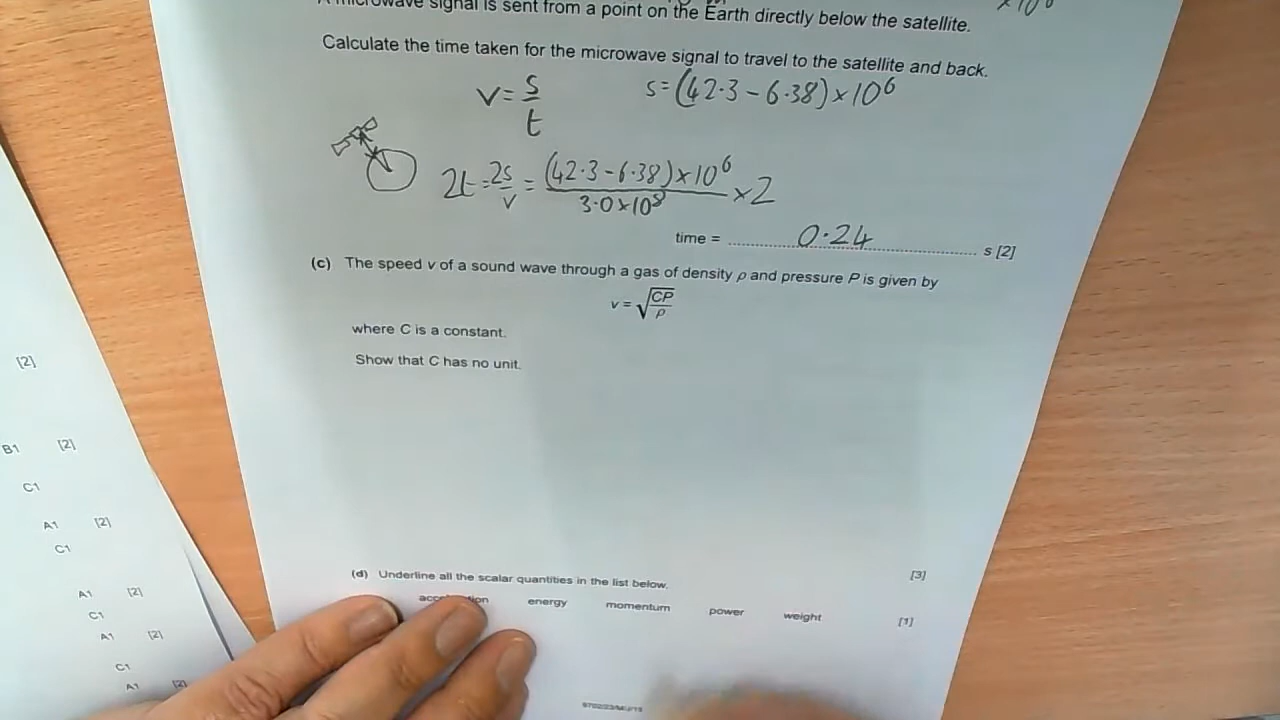 microwave signal is sent from a point on the Earth directly below the satellite.
×10⁶
Calculate the time taken for the microwave signal to travel to the satellite and back.
v = s/t
s = (42·3 − 6·38) × 10⁶
2t = 2s/v = (42·3 − 6·38) × 10⁶ / 3·0 × 10⁸ × 2
time = 0·24 s [2]
(c) The speed v of a sound wave through a gas of density ρ and pressure P is given by
v = √(CP/ρ)
where C is a constant.
Show that C has no unit.
[3]
(d) Underline all the scalar quantities in the list below.
energy momentum power weight [1]
[2]
B1 [2]
C1
A1 [2]
C1
A1 [2]
C1
A1 [2]
C1
A1 [2]